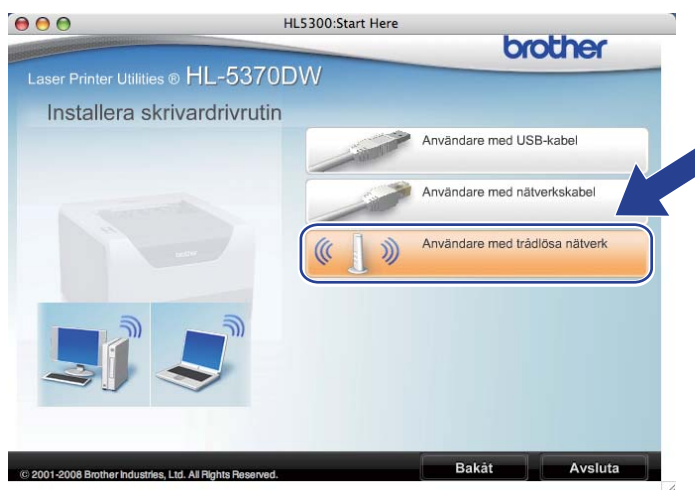 HL5300:Start Here
brother
Laser Printer Utilities ® HL-5370DW
Installera skrivardrivrutin
Användare med USB-kabel
Användare med nätverkskabel
Användare med trådlösa nätverk
brother
© 2001-2008 Brother Industries, Ltd. All Rights Reserved.
Bakåt
Avsluta